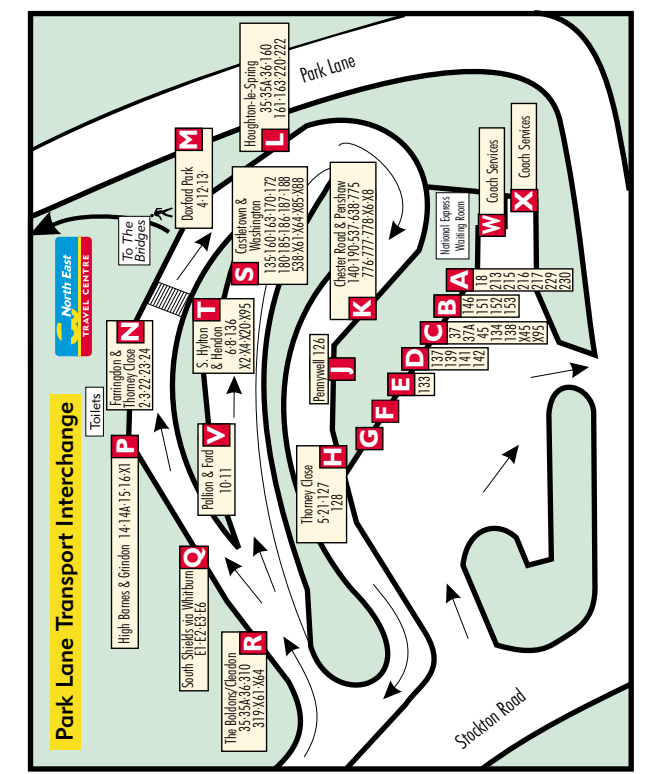 Park Lane Transport Interchange
North East
TRAVEL CENTRE
Toilets
To The
Bridges
Park Lane
Stockton Road
P
High Barnes & Grindon 14·14A·15·16·X1
N
Farringdon &
Thorney Close
2·3·22·23·24
M
Doxford Park
4·12·13·
L
Houghton-le-Spring
35·35A·36·160
161·163·220·222
Q
South Shields via Whitburn
E1·E2·E3·E6
R
The Boldons/Cleadon
35·35A·36·310
319·X61·X64
V
Pallion & Ford
10·11
T
S. Hylton
& Hendon
6·8·136
X2·X4·X20·X95
S
Castletown &
Washington
135·160·163·170·172
180·185·186·187·188
538·X61·X64·X85·X88
K
Chester Road & Penshaw
140·190·537·638·775
776·777·778·X6·X8
J
Pennywell 126
H
Thorney Close
5·21·127
128
G
F
E
133
D
137
139
141
142
C
37
37A
45
134
138
X45
X95
B
146
151
152
153
A
18
213
215
216
217
229
230
National Express
Waiting Room
W
Coach Services
X
Coach Services